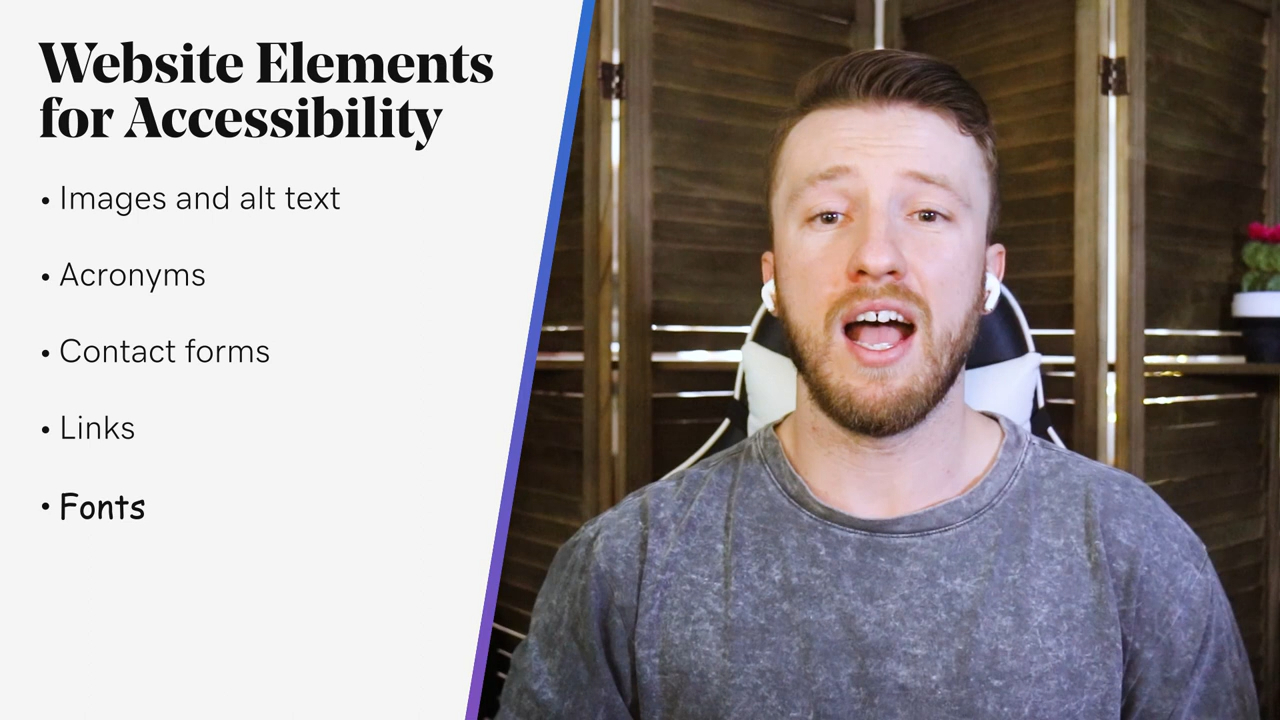 Website Elements
for Accessibility
• Images and alt text
• Acronyms
• Contact forms
• Links
• Fonts